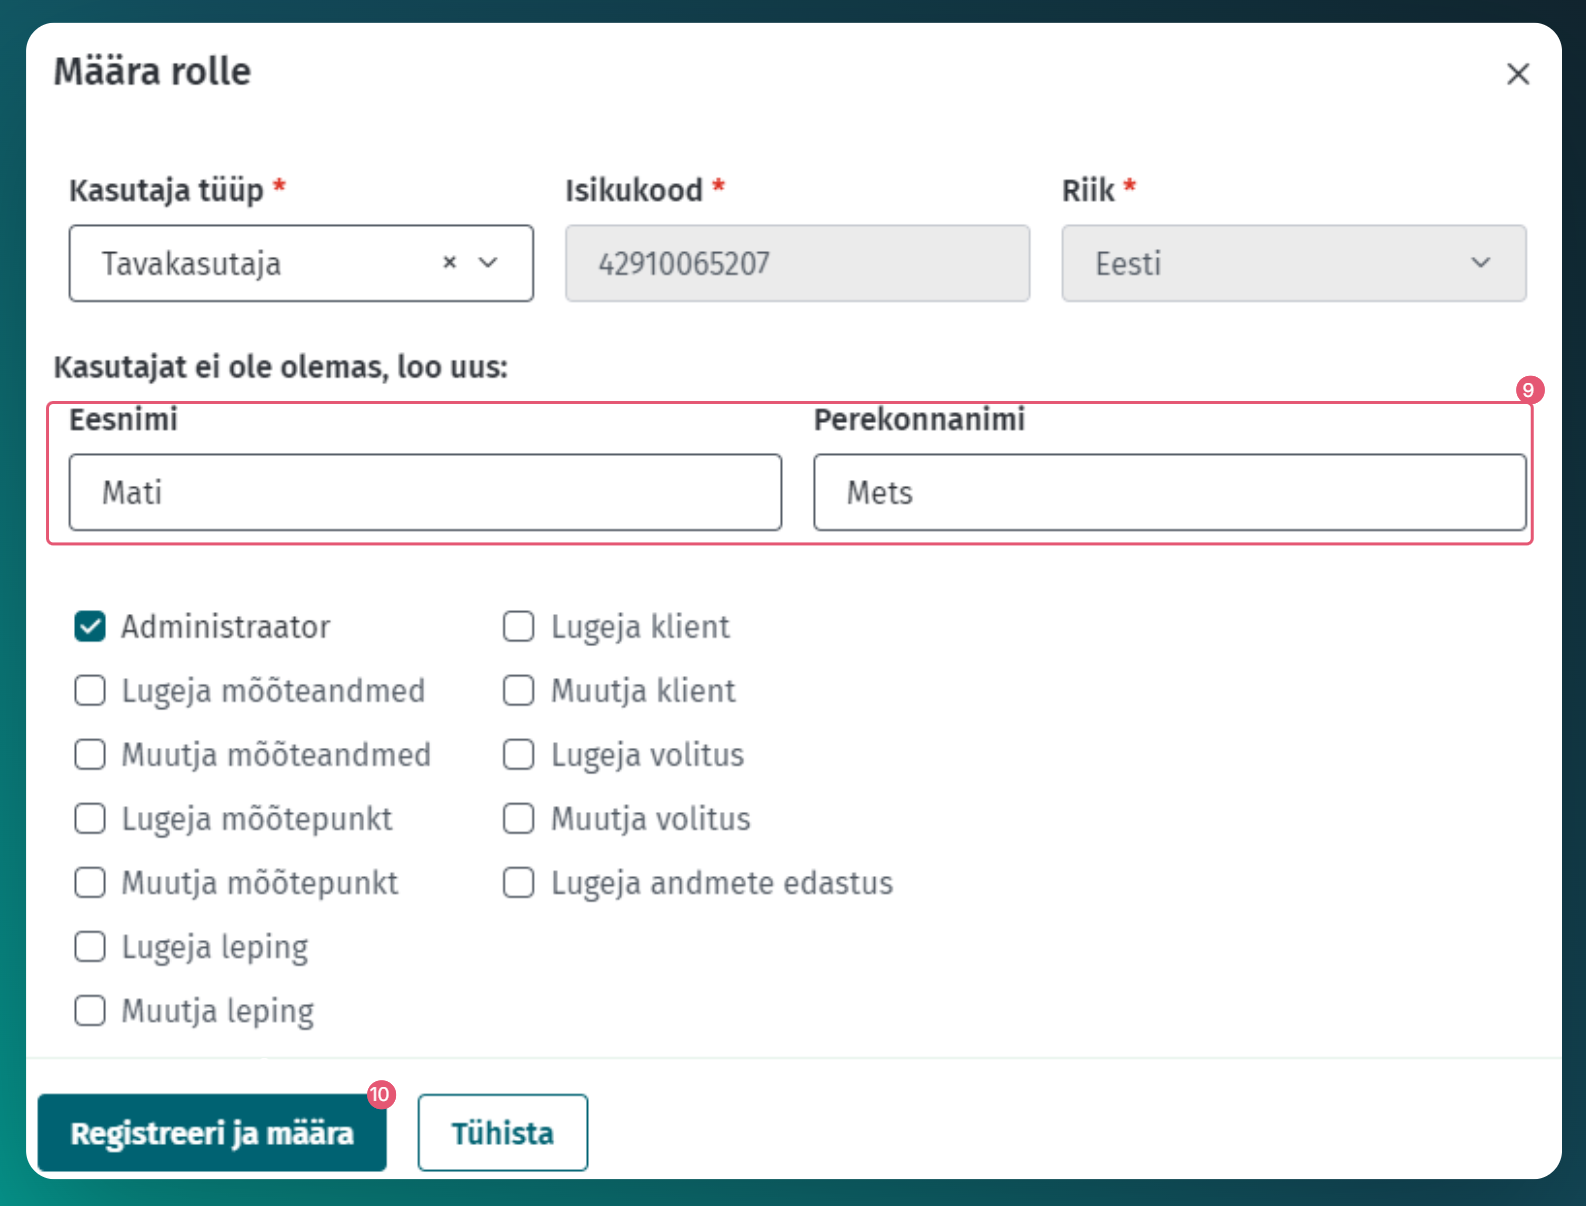 Määra rolle
Kasutaja tüüp * Isikukood * Riik *
Tavakasutaja 42910065207 Eesti
Kasutajat ei ole olemas, loo uus:
9
Eesnimi Perekonnanimi
Mati Mets
Administraator Lugeja klient
Lugeja mõõteandmed Muutja klient
Muutja mõõteandmed Lugeja volitus
Lugeja mõõtepunkt Muutja volitus
Muutja mõõtepunkt Lugeja andmete edastus
Lugeja leping
Muutja leping
10
Registreeri ja määra Tühista